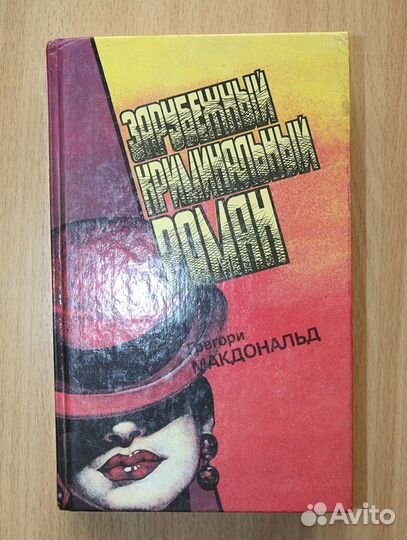 ЗАРУБЕЖНЫЙ
КРИМИНАЛЬНЫЙ
РОМАН
Грегори
МАКДОНАЛЬД
Avito